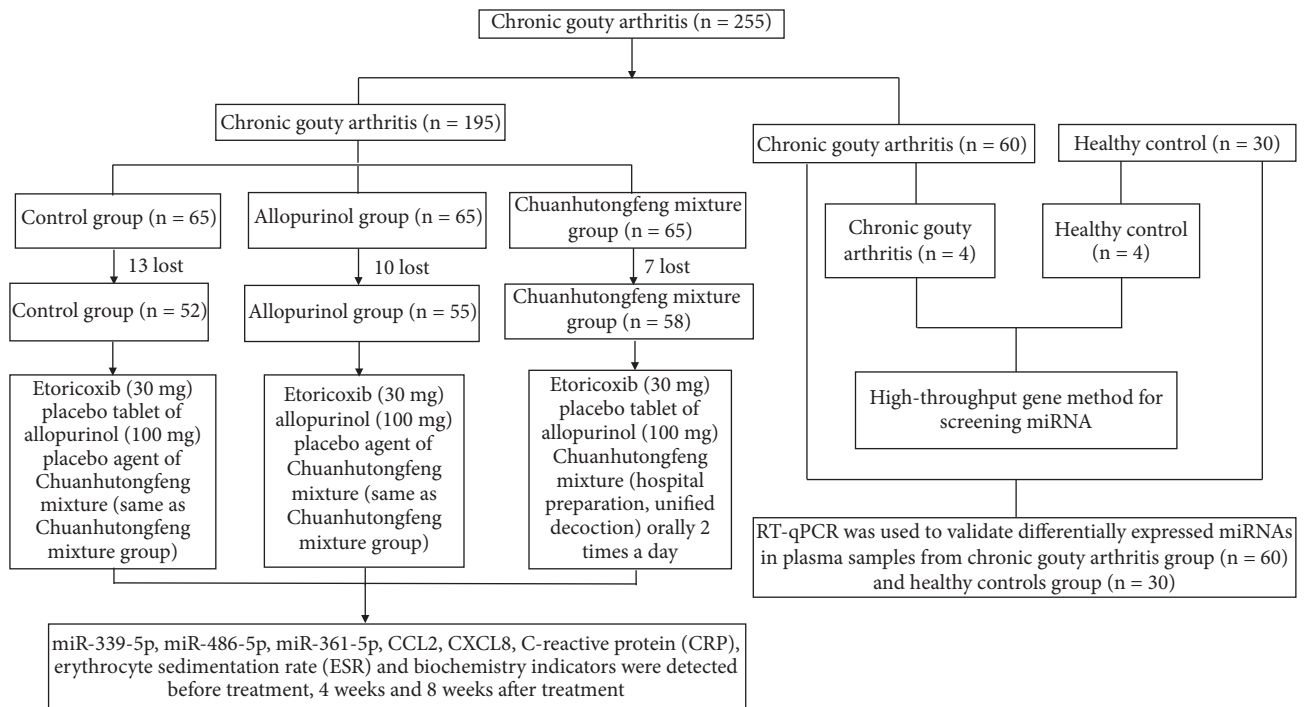 Chronic gouty arthritis (n = 255)
Chronic gouty arthritis (n = 195)
Chronic gouty arthritis (n = 60)
Healthy control (n = 30)
Control group (n = 65)
Allopurinol group (n = 65)
Chuanhutongfeng mixture
group (n = 65)
Chronic gouty
arthritis (n = 4)
Healthy control
(n = 4)
13 lost
10 lost
7 lost
Control group (n = 52)
Allopurinol group (n = 55)
Chuanhutongfeng mixture
group (n = 58)
Etoricoxib (30 mg)
placebo tablet of
allopurinol (100 mg)
placebo agent of
Chuanhutongfeng
mixture (same as
Chuanhutongfeng
mixture group)
Etoricoxib (30 mg)
allopurinol (100 mg)
placebo agent of
Chuanhutongfeng
mixture (same as
Chuanhutongfeng
mixture group)
Etoricoxib (30 mg)
placebo tablet of
allopurinol (100 mg)
Chuanhutongfeng
mixture (hospital
preparation, unified
decoction) orally 2
times a day
High-throughput gene method for
screening miRNA
RT-qPCR was used to validate differentially expressed miRNAs
in plasma samples from chronic gouty arthritis group (n = 60)
and healthy controls group (n = 30)
miR-339-5p, miR-486-5p, miR-361-5p, CCL2, CXCL8, C-reactive protein (CRP),
erythrocyte sedimentation rate (ESR) and biochemistry indicators were detected
before treatment, 4 weeks and 8 weeks after treatment